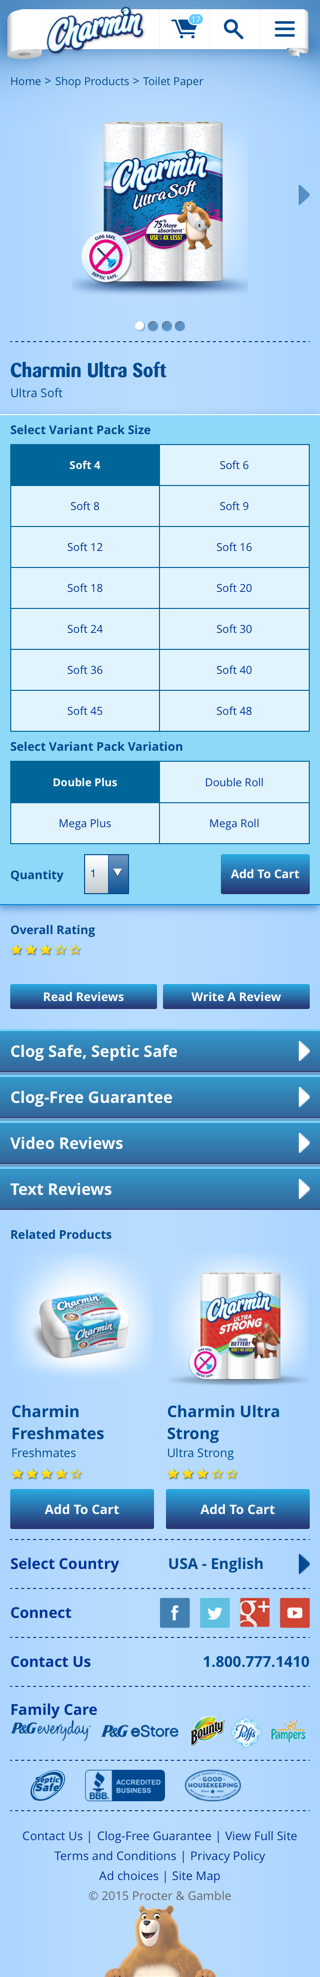 Charmin
17
Home > Shop Products > Toilet Paper
Charmin
Ultra Soft
75% More absorbent
USE UP TO 4X LESS!
CLOG SAFE.
SEPTIC SAFE.
Charmin Ultra Soft
Ultra Soft
Select Variant Pack Size
Soft 4
Soft 6
Soft 8
Soft 9
Soft 12
Soft 16
Soft 18
Soft 20
Soft 24
Soft 30
Soft 36
Soft 40
Soft 45
Soft 48
Select Variant Pack Variation
Double Plus
Double Roll
Mega Plus
Mega Roll
Quantity
1
Add To Cart
Overall Rating
Read Reviews
Write A Review
Clog Safe, Septic Safe
Clog-Free Guarantee
Video Reviews
Text Reviews
Related Products
Charmin
Charmin
Charmin
ULTRA
STRONG
Charmin
Freshmates
Freshmates
Charmin Ultra
Strong
Ultra Strong
Add To Cart
Add To Cart
Select Country
USA - English
Connect
f
g+
Contact Us
1.800.777.1410
Family Care
P&G everyday
P&G eStore
Bounty
Puffs
Pampers
Septic Safe
BBB.
ACCREDITED
BUSINESS
GOOD
HOUSEKEEPING
Contact Us | Clog-Free Guarantee | View Full Site
Terms and Conditions | Privacy Policy
Ad choices | Site Map
© 2015 Procter & Gamble